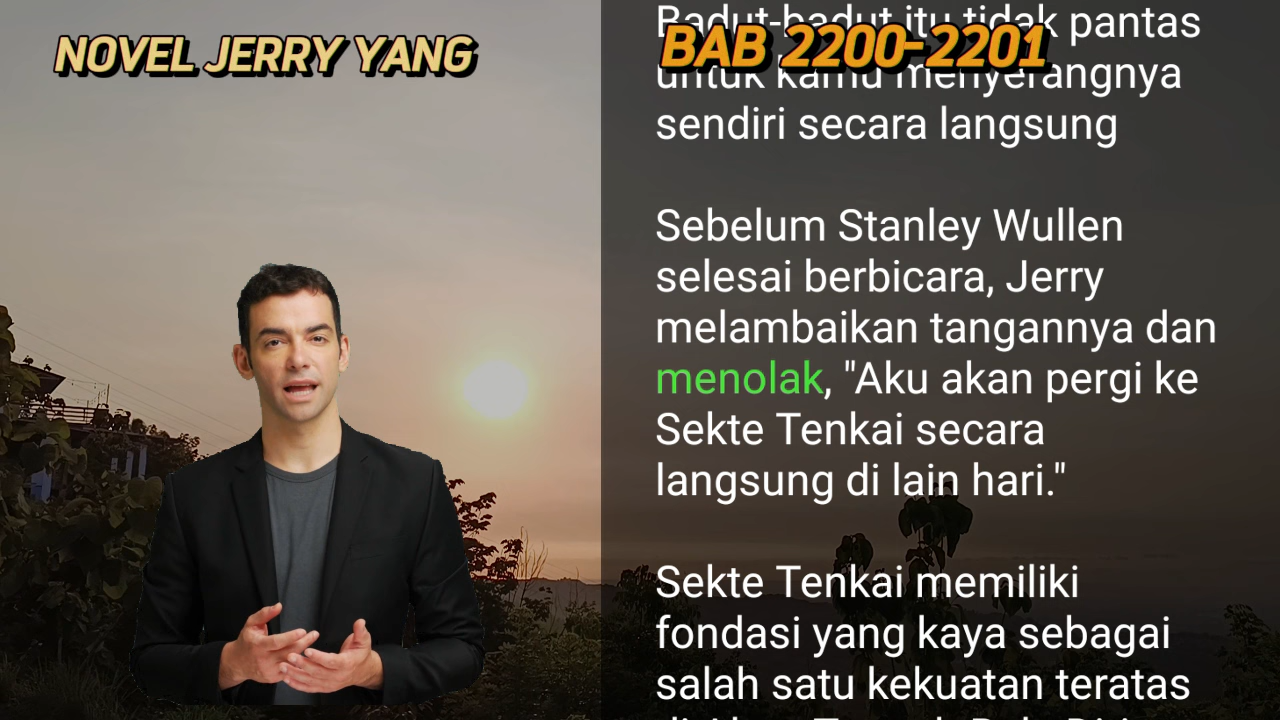 NOVEL JERRY YANG
BAB 2200-2201
Badut-badut itu tidak pantas
untuk kamu menyerangnya
sendiri secara langsung
Sebelum Stanley Wullen
selesai berbicara, Jerry
melambaikan tangannya dan
menolak, "Aku akan pergi ke
Sekte Tenkai secara
langsung di lain hari."
Sekte Tenkai memiliki
fondasi yang kaya sebagai
salah satu kekuatan teratas